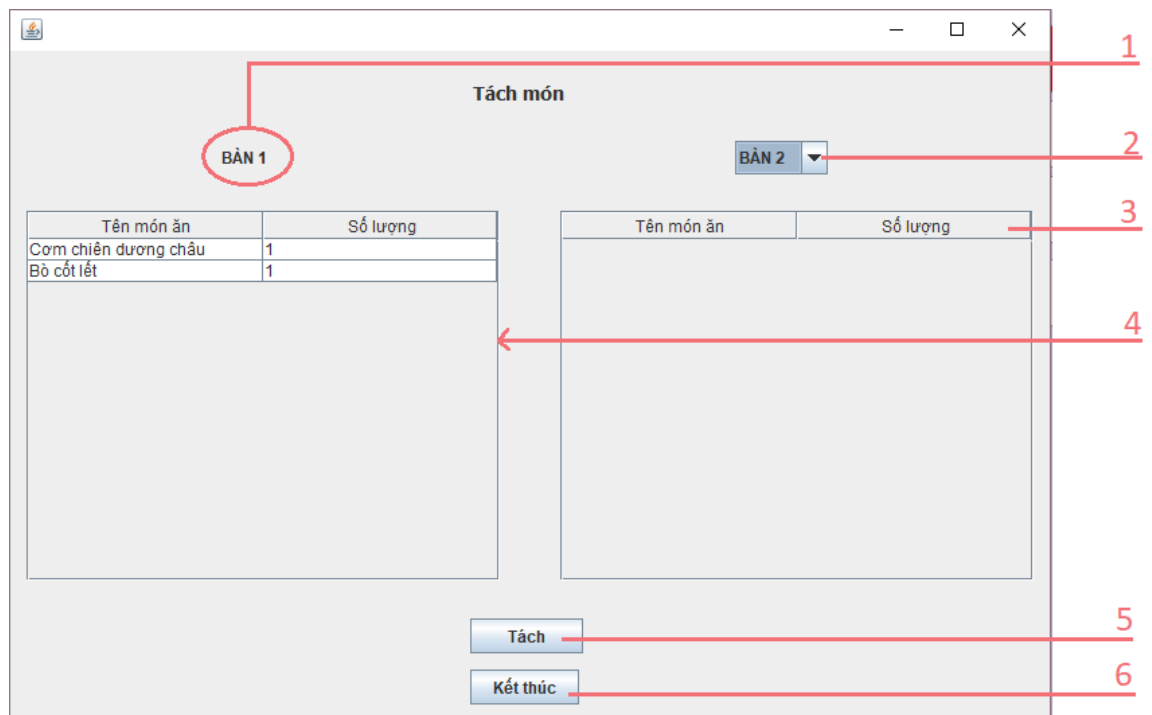 1
Tách món
BÀN 1
BÀN 2
2
Tên món ăn Số lượng
Cơm chiên dương châu 1
Bò cốt lết 1
Tên món ăn Số lượng
3
4
Tách
5
Kết thúc
6